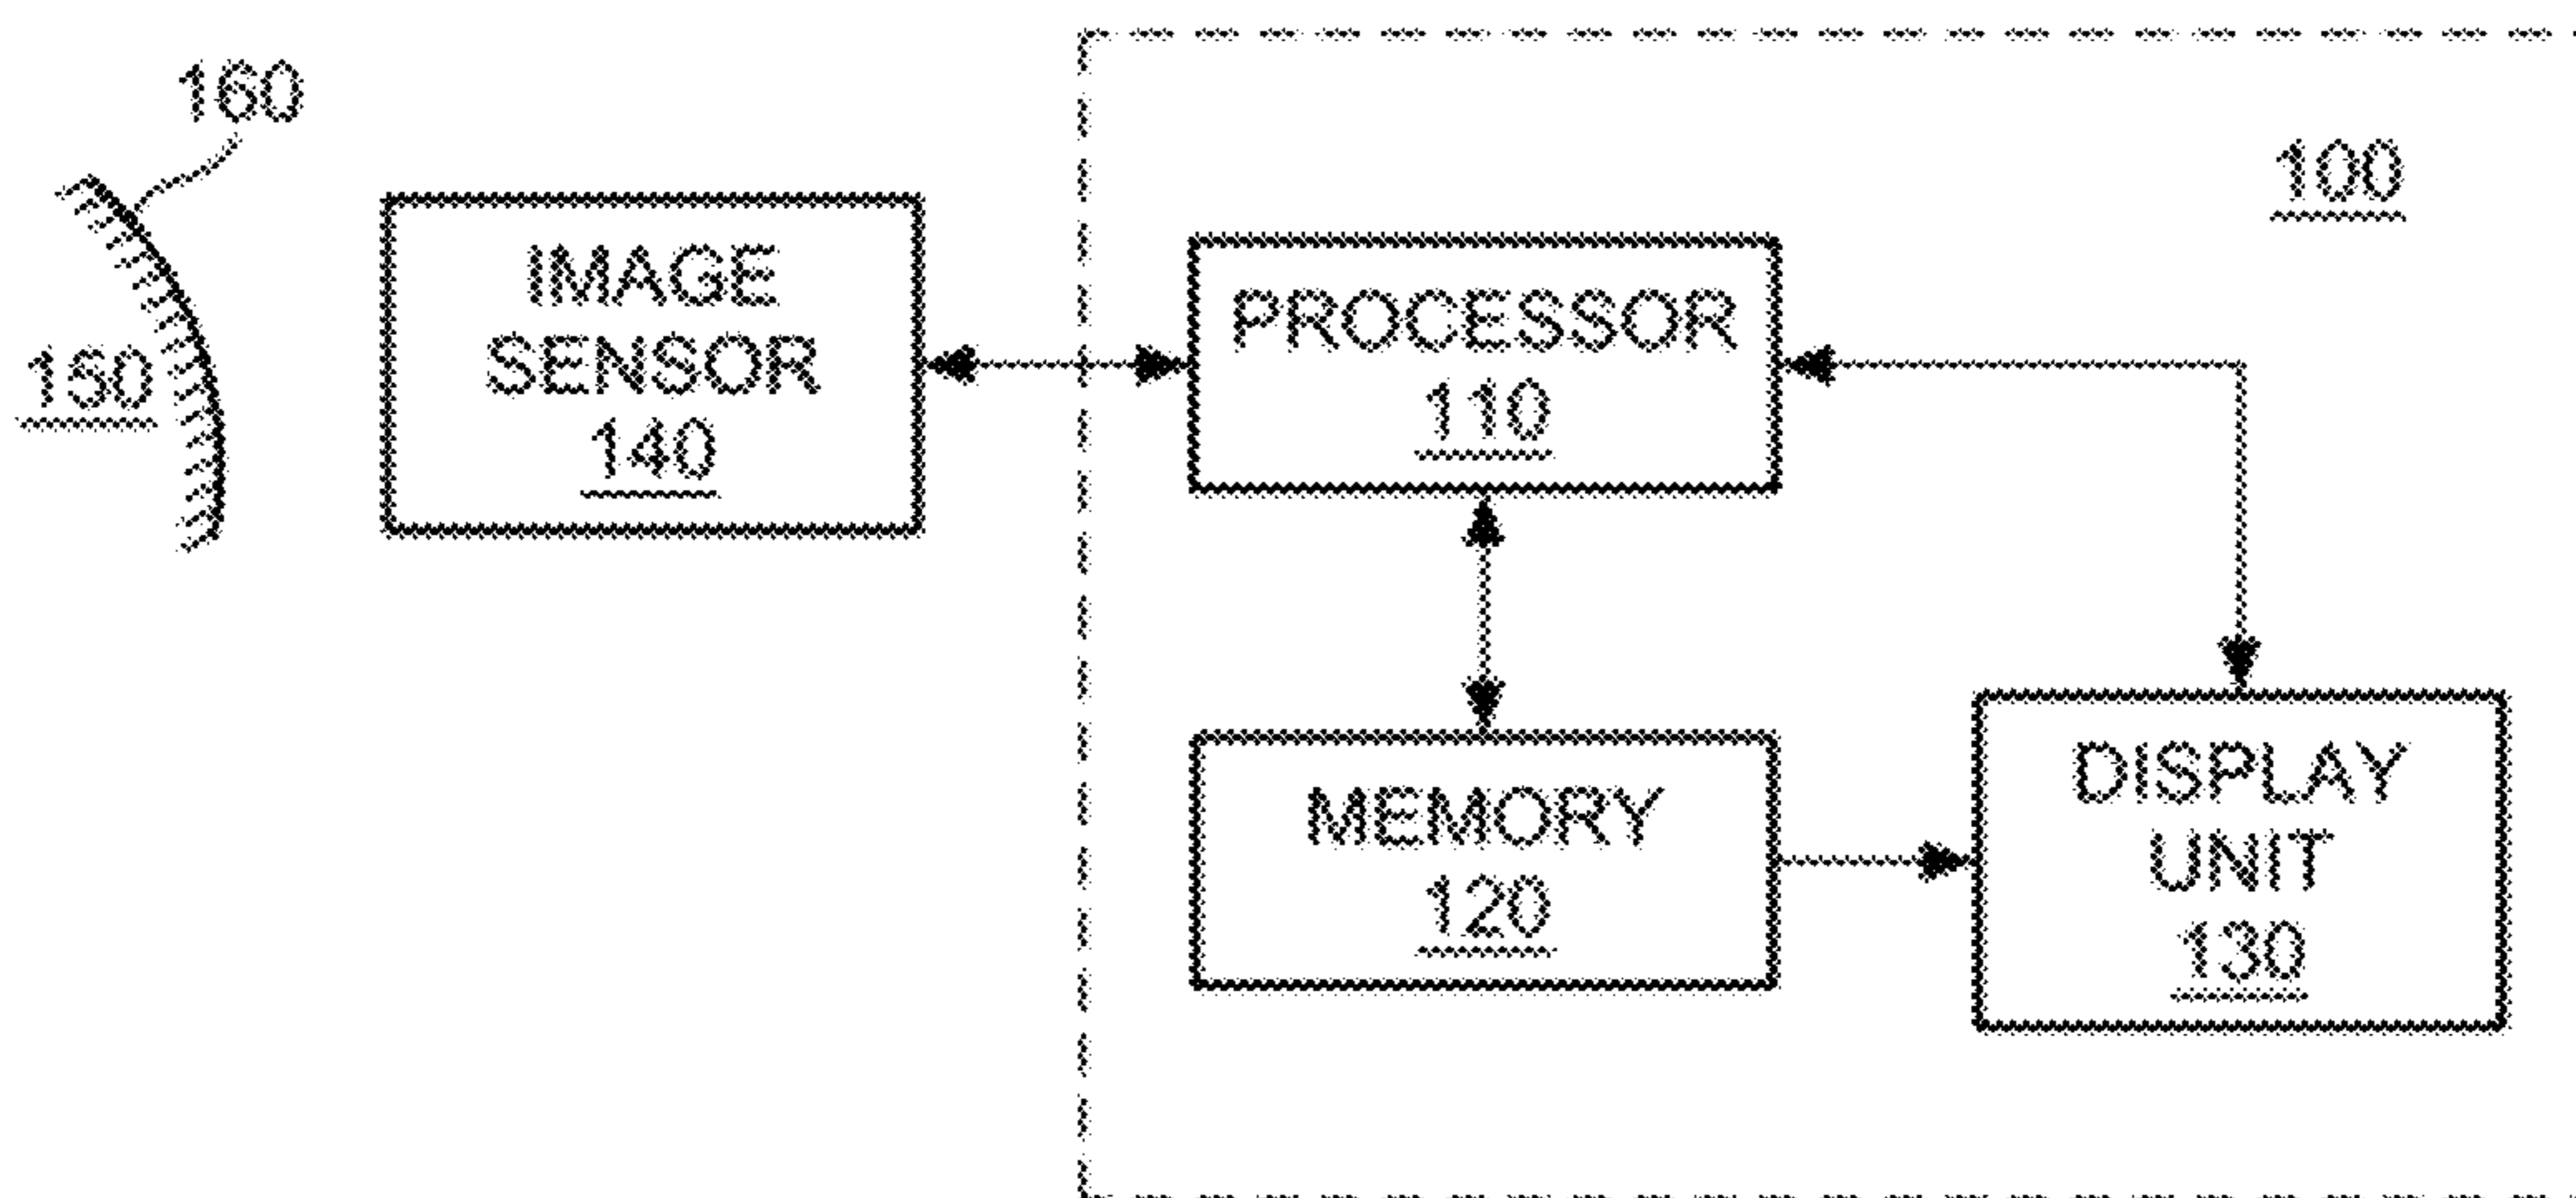 160
150
IMAGE
SENSOR
140
100
PROCESSOR
110
MEMORY
120
DISPLAY
UNIT
130